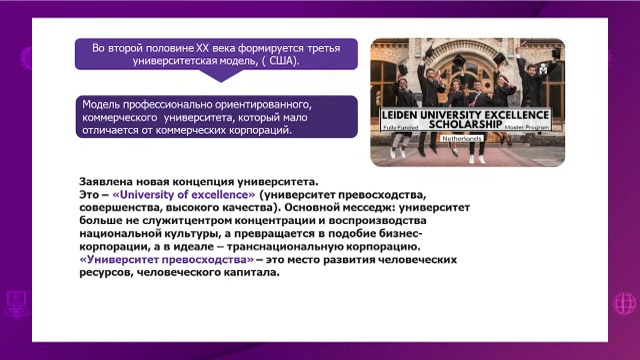 Во второй половине XX века формируется третья
университетская модель, ( США).
Модель профессионально ориентированного,
коммерческого университета, который мало
отличается от коммерческих корпораций.
LEIDEN UNIVERSITY EXCELLENCE
SCHOLARSHIP
Fully Funded
Master Program
Netherlands
Заявлена новая концепция университета.
Это – «University of excellence» (университет превосходства,
совершенства, высокого качества). Основной месседж: университет
больше не служитцентром концентрации и воспроизводства
национальной культуры, а превращается в подобие бизнес-
корпорации, а в идеале – транснациональную корпорацию.
«Университет превосходства» – это место развития человеческих
ресурсов, человеческого капитала.